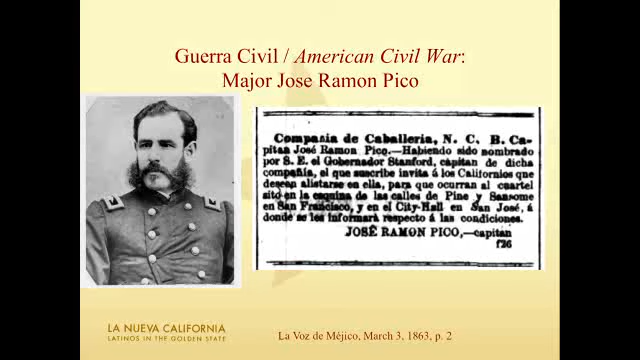 Guerra Civil / American Civil War:
Major Jose Ramon Pico
Compañia de Caballeria, N. C. B. Ca-
pitan José Ramon Pico.—Habiendo sido nombrado
por S. E. el Gobernador Stanford, capitan de dicha
compañía, el que suscribe invita á los Californios que
desean alistarse en ella, para que ocurran al cuartel
sito en la esquina de las calles de Pine y Sansome
en San Francisco, y en el City-Hall en San José, á
donde se les informará respecto á las condiciones.
JOSÉ RAMON PICO,—capitan
f26
LA NUEVA CALIFORNIA
LATINOS IN THE GOLDEN STATE
La Voz de Méjico, March 3, 1863, p. 2